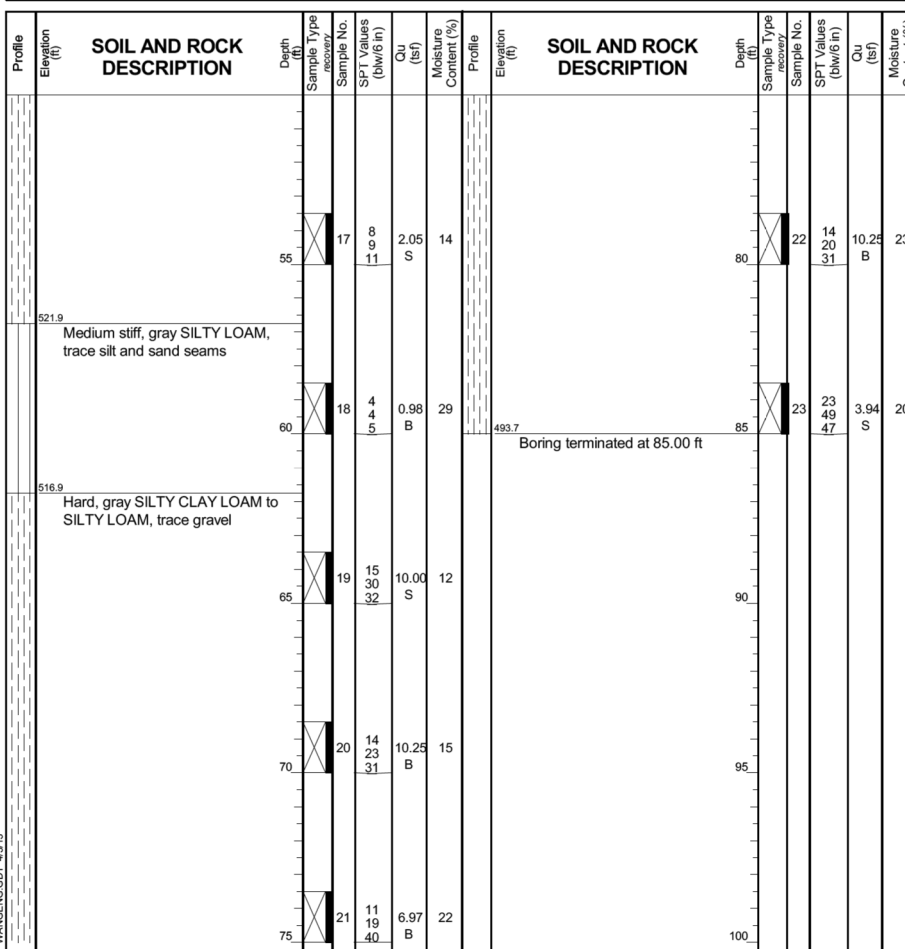 Profile
Elevation (ft)
SOIL AND ROCK
DESCRIPTION
Depth (ft)
Sample Type
recovery
Sample No.
SPT Values (blw/6 in)
Qu (tsf)
Moisture Content (%)
17
8
9
11
2.05
S
14
55
521.9
Medium stiff, gray SILTY LOAM,
trace silt and sand seams
18
4
4
5
0.98
B
29
60
516.9
Hard, gray SILTY CLAY LOAM to
SILTY LOAM, trace gravel
19
15
30
32
10.00
S
12
65
20
14
23
31
10.25
B
15
70
21
11
19
40
6.97
B
22
75
Profile
Elevation (ft)
SOIL AND ROCK
DESCRIPTION
Depth (ft)
Sample Type
recovery
Sample No.
SPT Values (blw/6 in)
Qu (tsf)
Moisture
22
14
20
31
10.25
B
23
80
23
23
49
47
3.94
S
20
85
493.7
Boring terminated at 85.00 ft
90
95
100